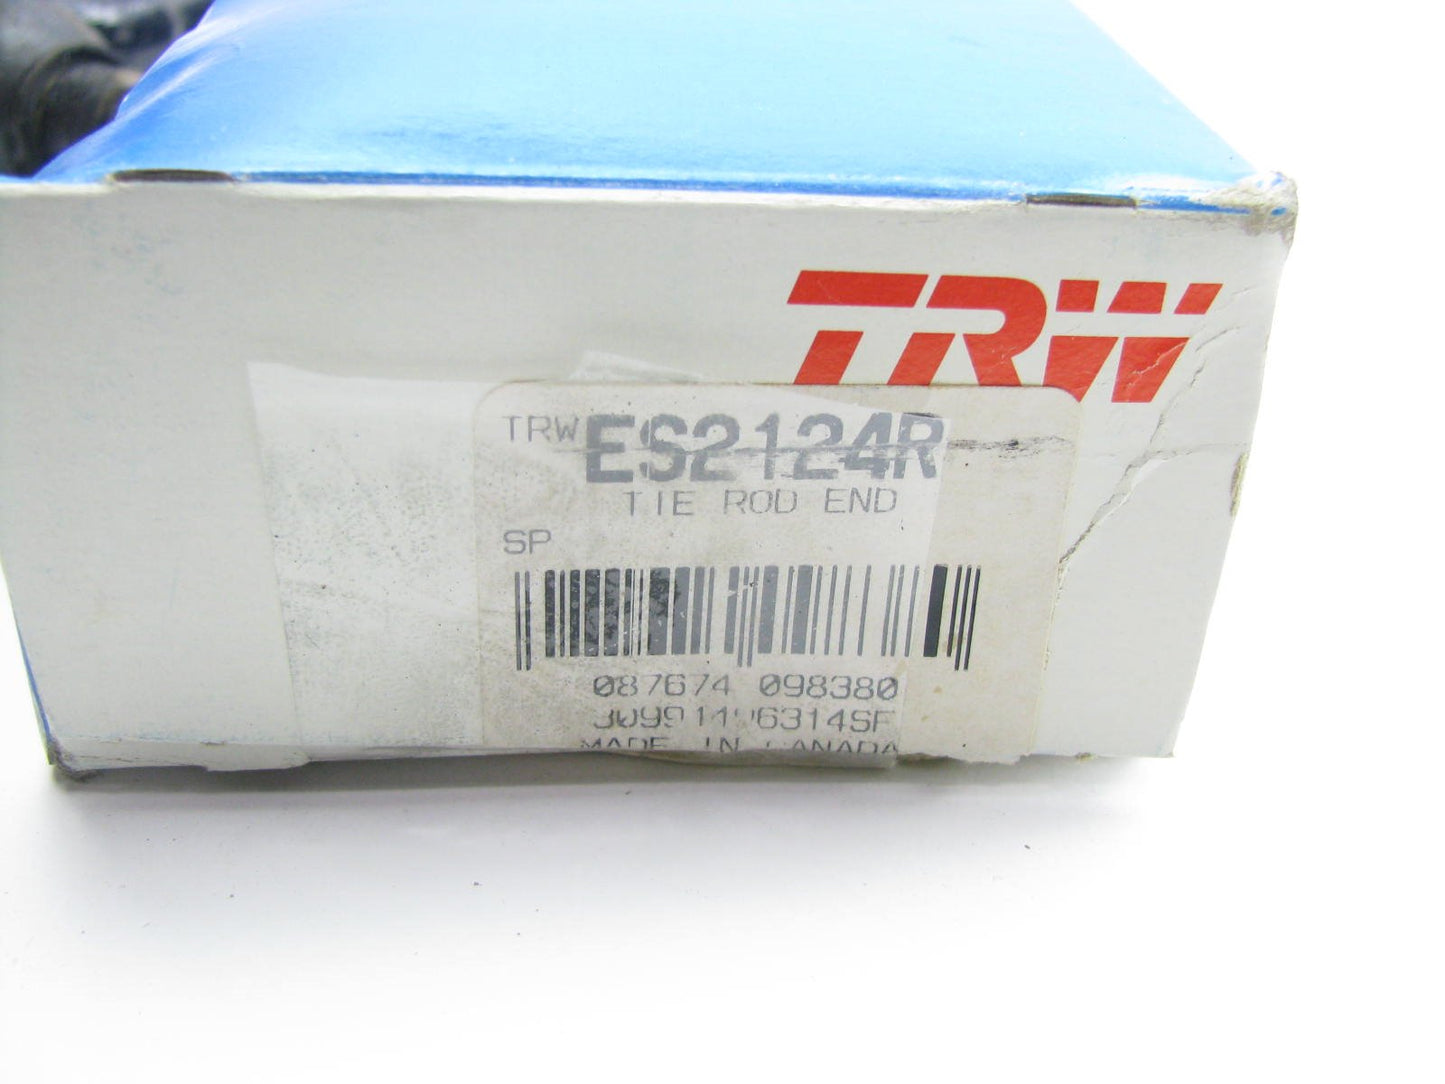 TRW
TRW ES2124R
TIE ROD END
SP
087674 098380
MADE IN CANADA